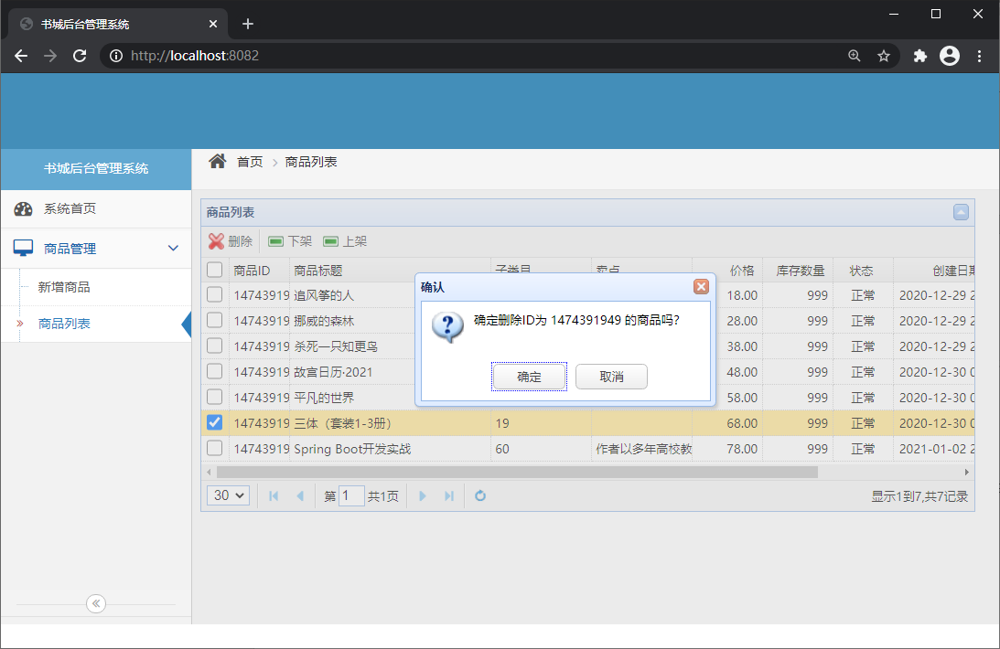 书城后台管理系统
http://localhost:8082
书城后台管理系统
首页 商品列表
系统首页
商品管理
新增商品
商品列表
商品列表
删除 下架 上架
商品ID 商品标题 子类目 卖点 价格 库存数量 状态 创建日期
14743919 追风筝的人 18.00 999 正常 2020-12-29 2
14743919 挪威的森林 28.00 999 正常 2020-12-29 2
14743919 杀死一只知更鸟 38.00 999 正常 2020-12-29 2
14743919 故宫日历·2021 48.00 999 正常 2020-12-30 0
14743919 平凡的世界 58.00 999 正常 2020-12-30 0
14743919 三体（套装1-3册） 19 68.00 999 正常 2020-12-30 0
14743919 Spring Boot开发实战 60 作者以多年高校教 78.00 999 正常 2021-01-02 2
确认
确定删除ID为 1474391949 的商品吗?
确定 取消
30 第 1 共1页 显示1到7,共7记录